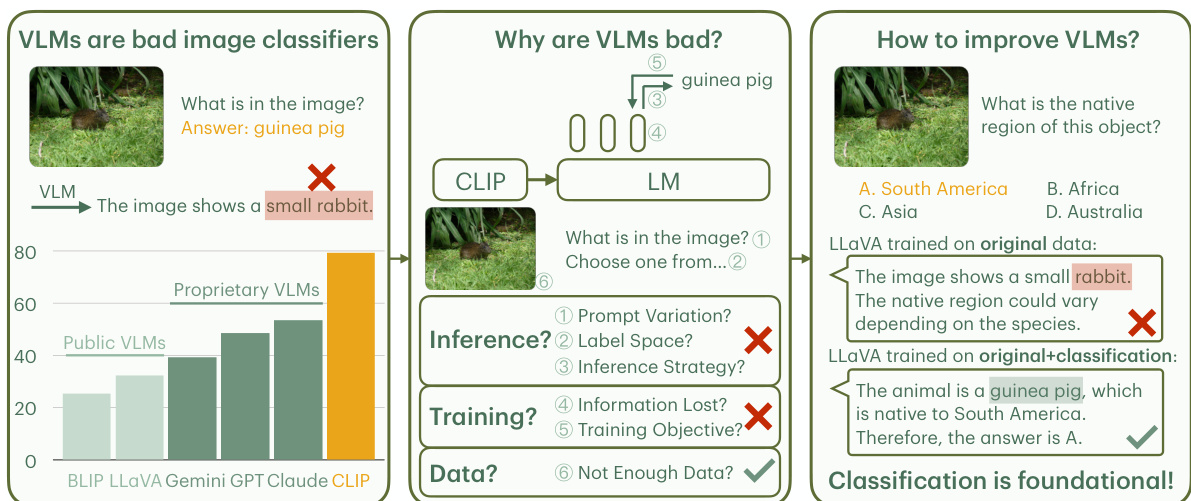 VLMs are bad image classifiers
What is in the image?
Answer: guinea pig
VLM
The image shows a small rabbit.
80
60
40
20
0
Proprietary VLMs
Public VLMs
BLIP LLaVA Gemini GPT Claude CLIP
Why are VLMs bad?
⑤
guinea pig
③
④
CLIP
LM
What is in the image? ①
Choose one from... ②
⑥
Inference?
① Prompt Variation?
② Label Space?
③ Inference Strategy?
Training?
④ Information Lost?
⑤ Training Objective?
Data?
⑥ Not Enough Data?
How to improve VLMs?
What is the native
region of this object?
A. South America B. Africa
C. Asia D. Australia
LLaVA trained on original data:
The image shows a small rabbit.
The native region could vary
depending on the species.
LLaVA trained on original+classification:
The animal is a guinea pig, which
is native to South America.
Therefore, the answer is A.
Classification is foundational!